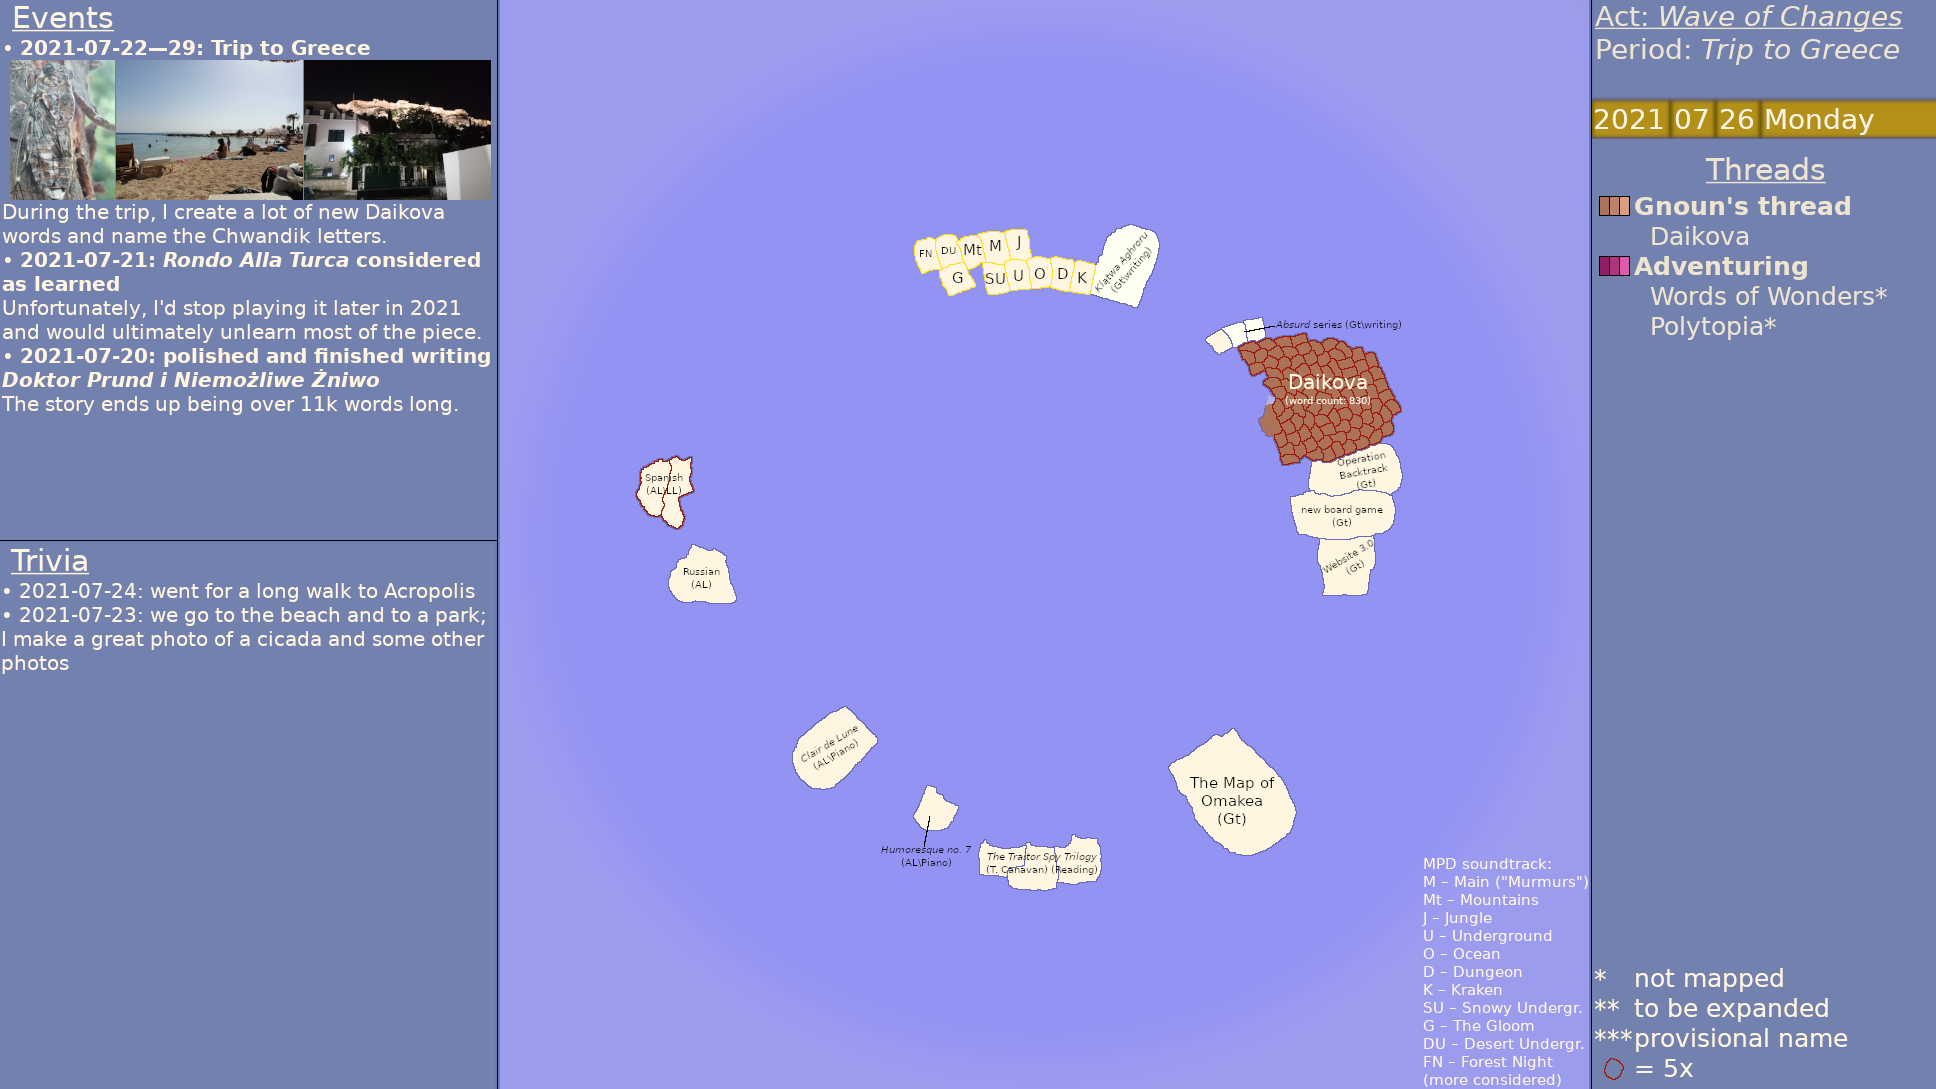 Events
• 2021-07-22—29: Trip to Greece
During the trip, I create a lot of new Daikova
words and name the Chwandik letters.
• 2021-07-21: Rondo Alla Turca considered
as learned
Unfortunately, I'd stop playing it later in 2021
and would ultimately unlearn most of the piece.
• 2021-07-20: polished and finished writing
Doktor Prund i Niemożliwe Żniwo
The story ends up being over 11k words long.
Trivia
• 2021-07-24: went for a long walk to Acropolis
• 2021-07-23: we go to the beach and to a park;
I make a great photo of a cicada and some other
photos
FN
DU
Mt
M
J
G
SU
U
O
D
K
Klątwa Aghroru
(Gt\writing)
Absurd series (Gt\writing)
Daikova
(word count: 830)
Operation
Backtrack
(Gt)
new board game
(Gt)
Website 3.0
(Gt)
Spanish
(AL\LL)
Russian
(AL)
Clair de Lune
(AL\Piano)
Humoresque no. 7
(AL\Piano)
The Traitor Spy Trilogy
(T. Canavan) (Reading)
The Map of
Omakea
(Gt)
MPD soundtrack:
M – Main ("Murmurs")
Mt – Mountains
J – Jungle
U – Underground
O – Ocean
D – Dungeon
K – Kraken
SU – Snowy Undergr.
G – The Gloom
DU – Desert Undergr.
FN – Forest Night
(more considered)
Act: Wave of Changes
Period: Trip to Greece
2021 07 26 Monday
Threads
Gnoun's thread
Daikova
Adventuring
Words of Wonders*
Polytopia*
* not mapped
** to be expanded
*** provisional name
= 5x